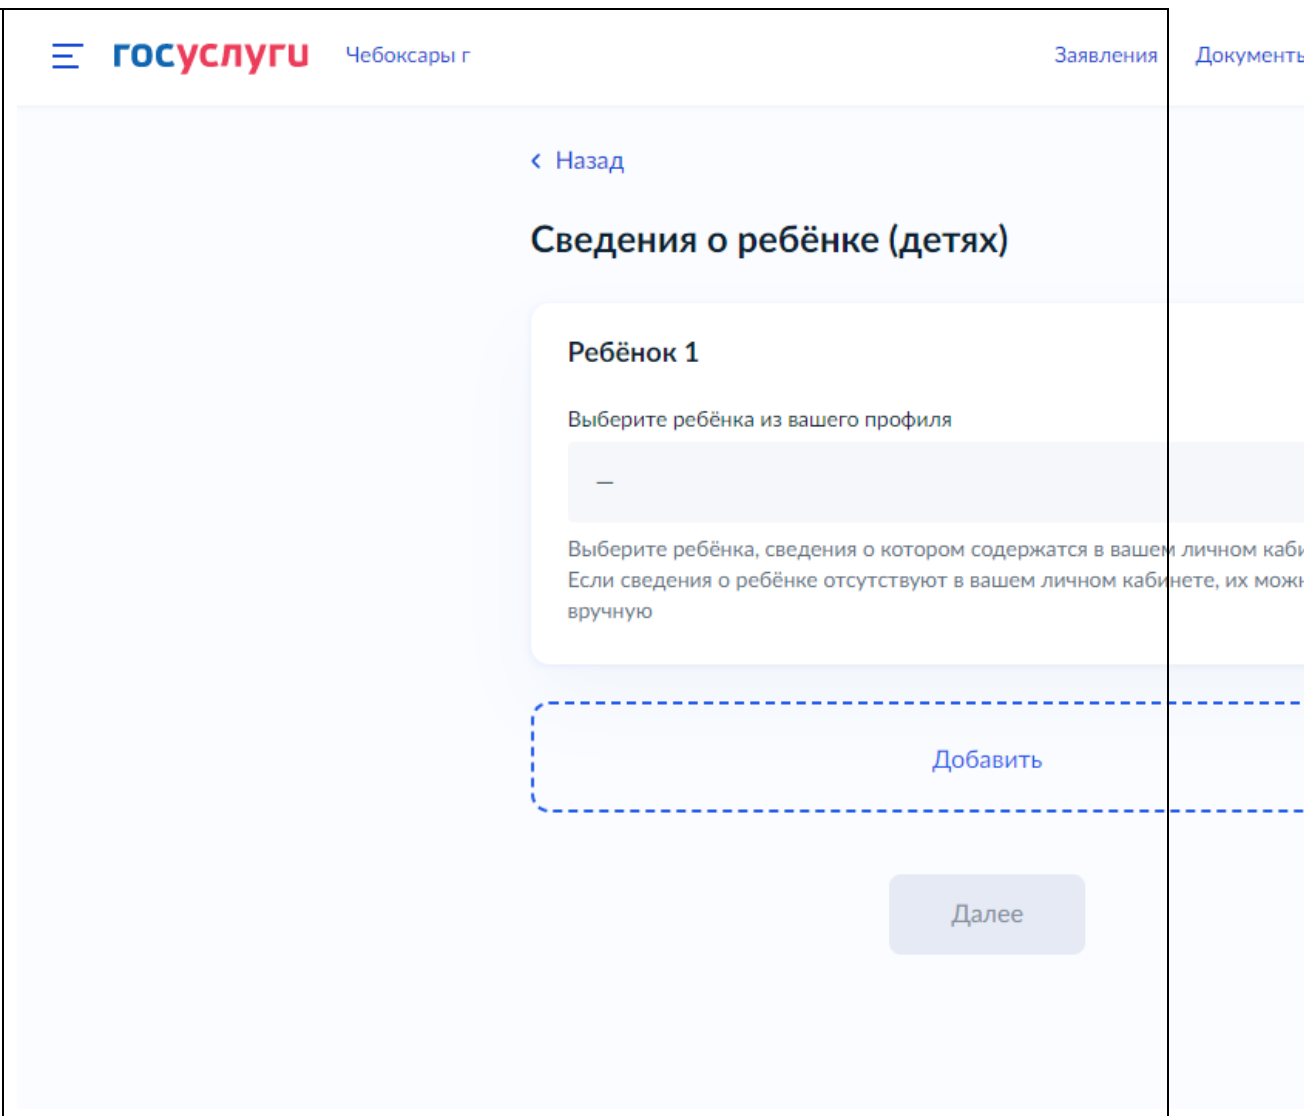 госуслуги Чебоксары г Заявления Документы
Назад
Сведения о ребёнке (детях)
Ребёнок 1
Выберите ребёнка из вашего профиля
—
Выберите ребёнка, сведения о котором содержатся в вашем личном
Если сведения о ребёнке отсутствуют в вашем личном кабинете, их
вручную
Добавить
Далее